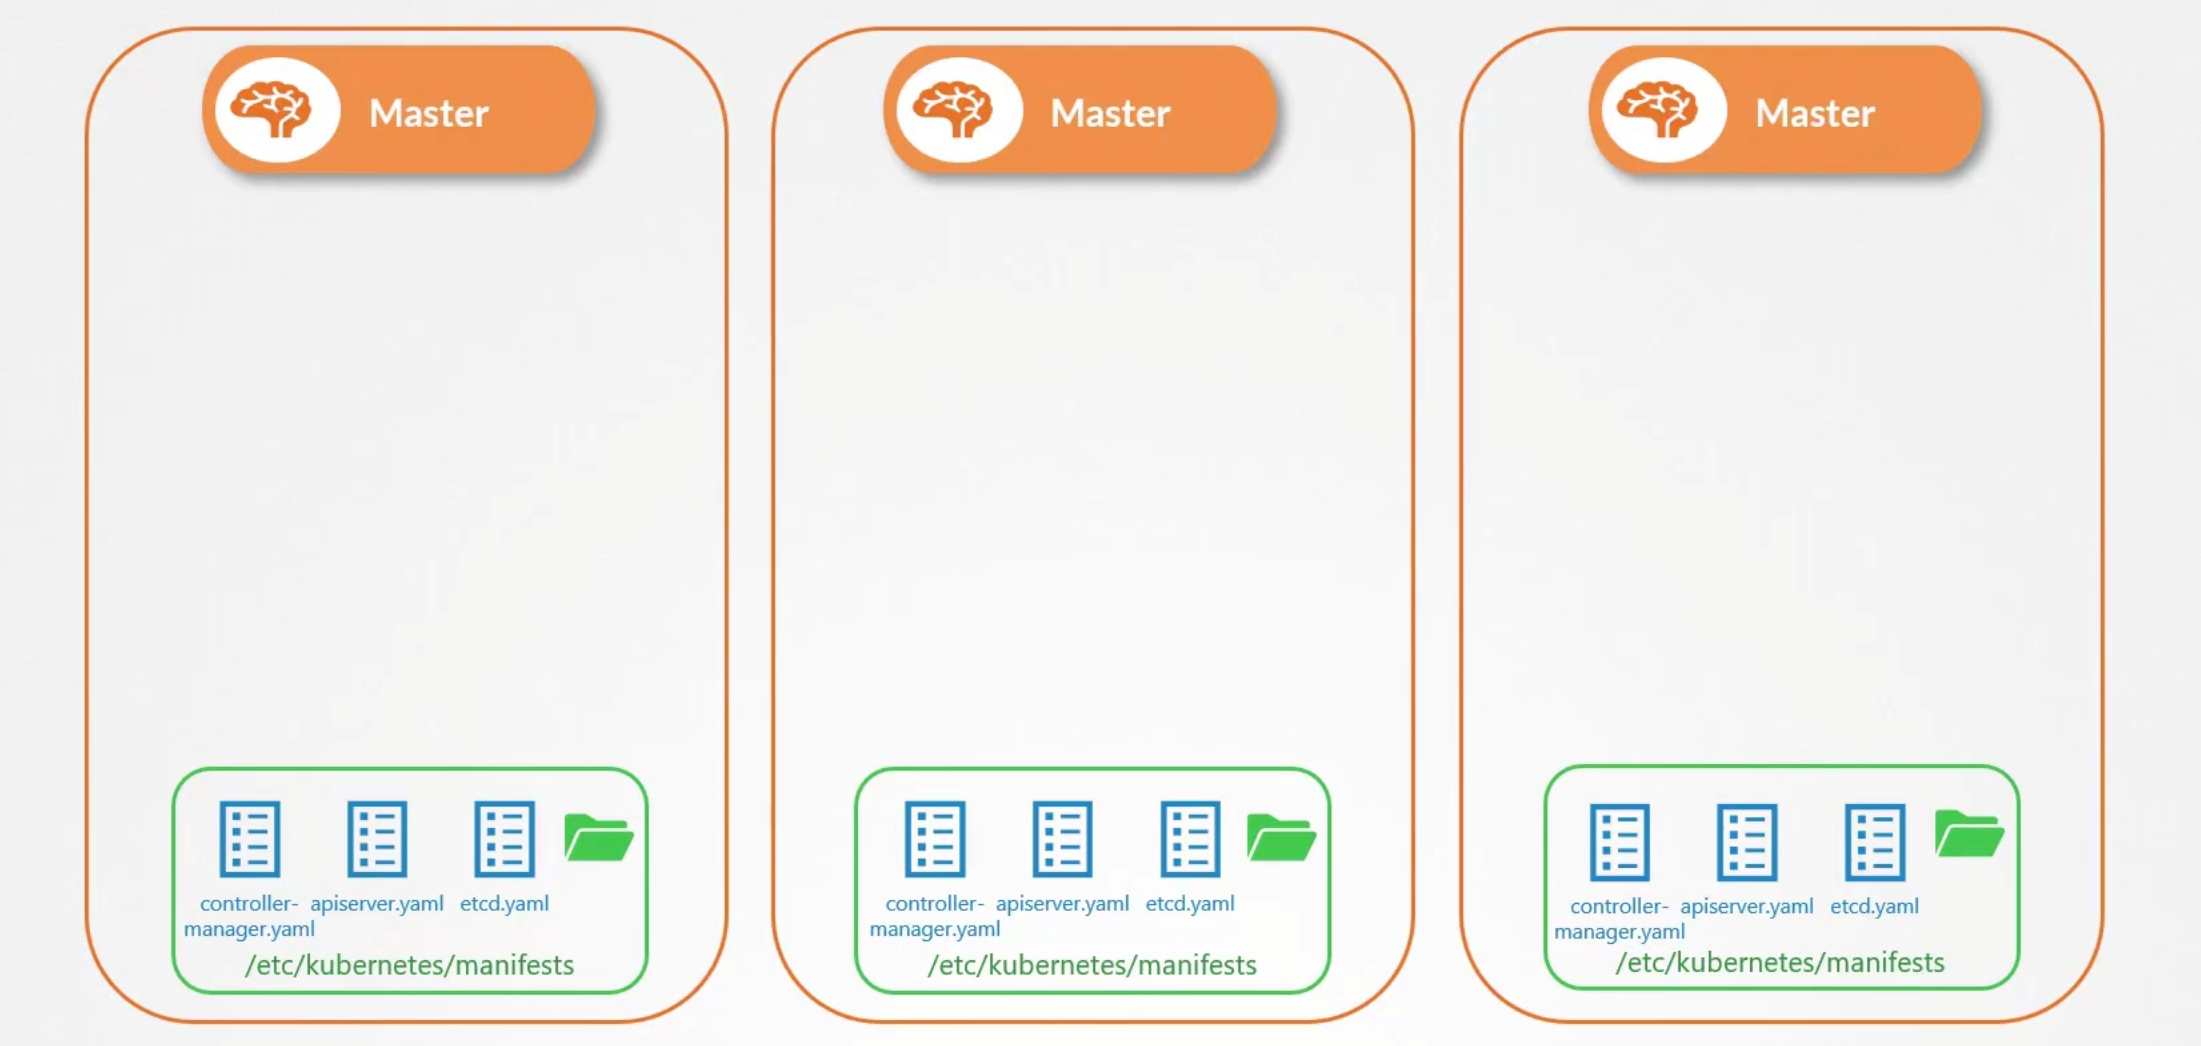 Master
controller-
manager.yaml
apiserver.yaml
etcd.yaml
/etc/kubernetes/manifests
Master
controller-
manager.yaml
apiserver.yaml
etcd.yaml
/etc/kubernetes/manifests
Master
controller-
manager.yaml
apiserver.yaml
etcd.yaml
/etc/kubernetes/manifests